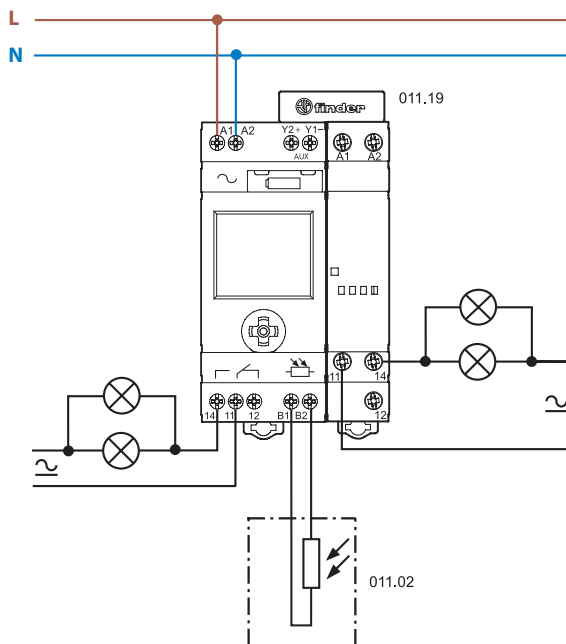 L
N
finder
011.19
A1 A2 Y2+ Y1−
AUX
A1 A2
11 14
14 11 12 B1 B2
12
011.02